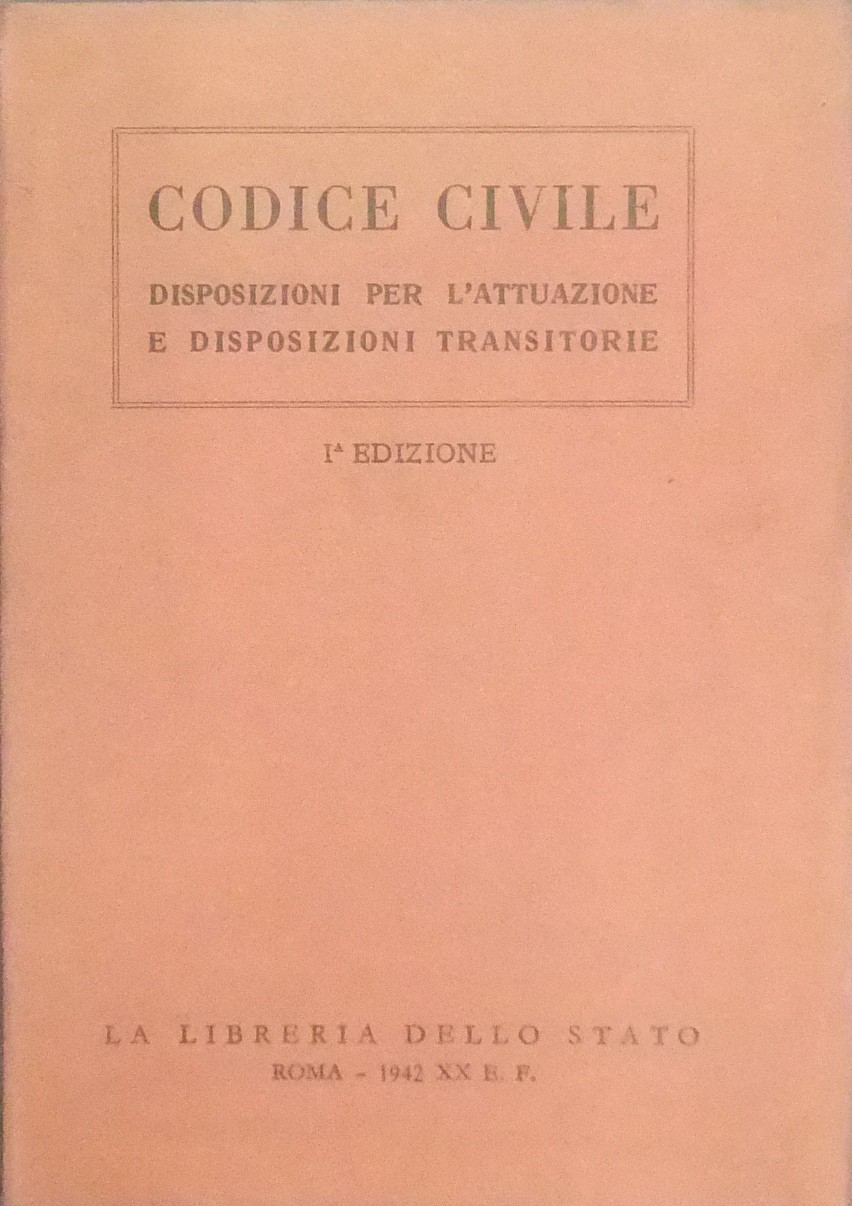 CODICE CIVILE
DISPOSIZIONI PER L'ATTUAZIONE
E DISPOSIZIONI TRANSITORIE
Iᴬ EDIZIONE
LA LIBRERIA DELLO STATO
ROMA - 1942 XX E. F.